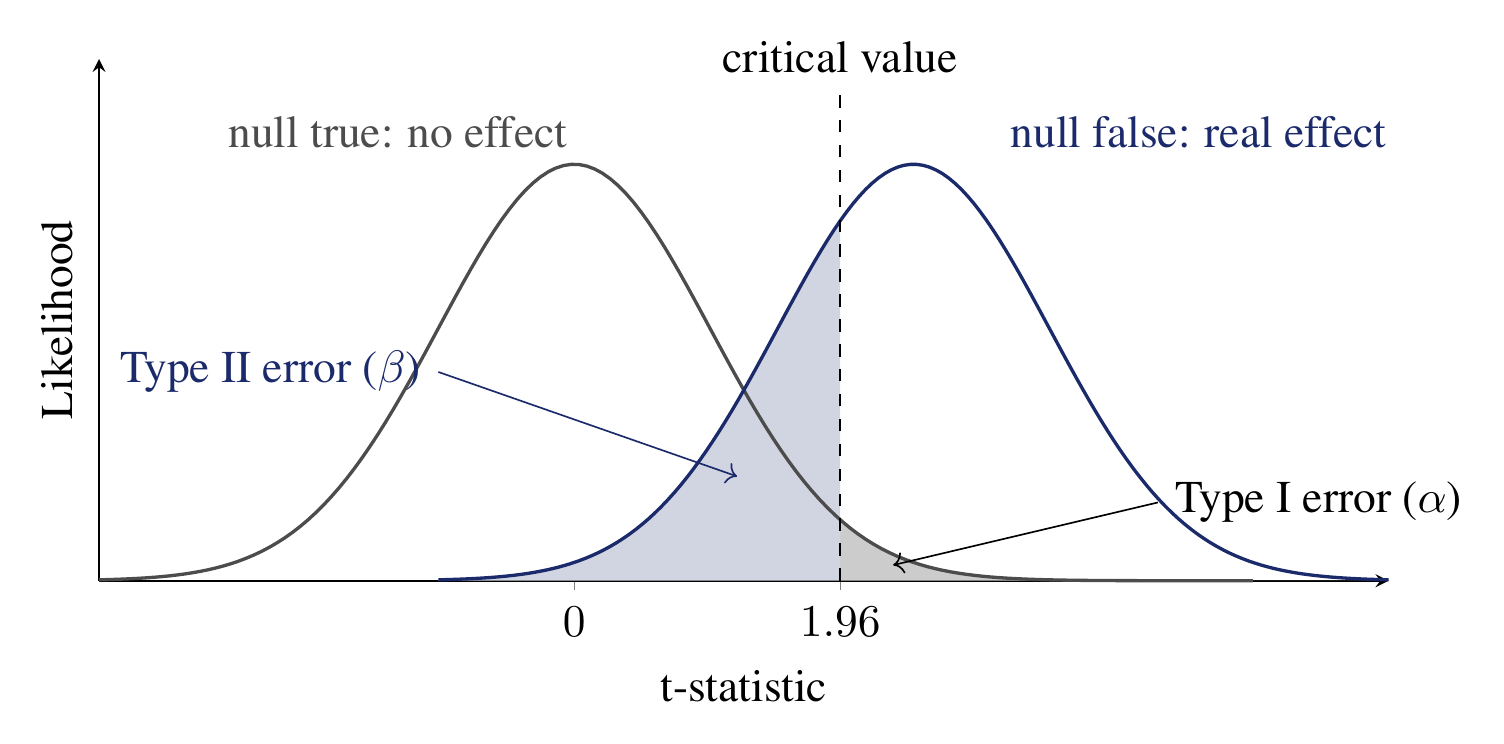 critical value
null true: no effect
null false: real effect
Likelihood
Type II error (β)
Type I error (α)
0
1.96
t-statistic